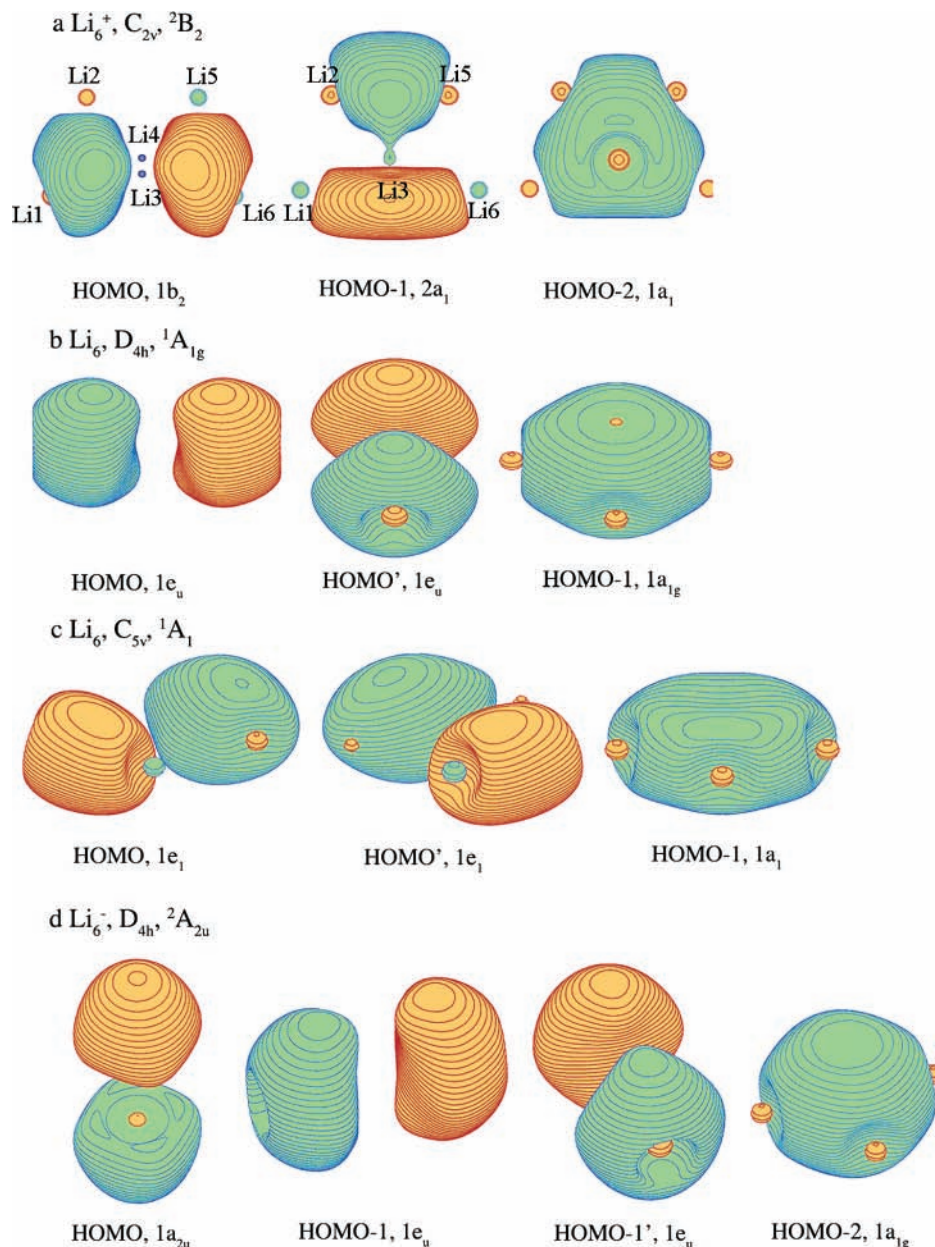 a Li₆⁺, C₂ᵥ, ²B₂
Li2 Li5 Li2 Li5
Li4
Li3
Li1 Li6 Li1 Li3 Li6
HOMO, 1b₂ HOMO-1, 2a₁ HOMO-2, 1a₁
b Li₆, D₄ₕ, ¹A₁g
HOMO, 1eᵤ HOMO’, 1eᵤ HOMO-1, 1a₁g
c Li₆, C₅ᵥ, ¹A₁
HOMO, 1e₁ HOMO’, 1e₁ HOMO-1, 1a₁
d Li₆⁻, D₄ₕ, ²A₂ᵤ
HOMO, 1a₂ᵤ HOMO-1, 1eᵤ HOMO-1’, 1eᵤ HOMO-2, 1a₁g